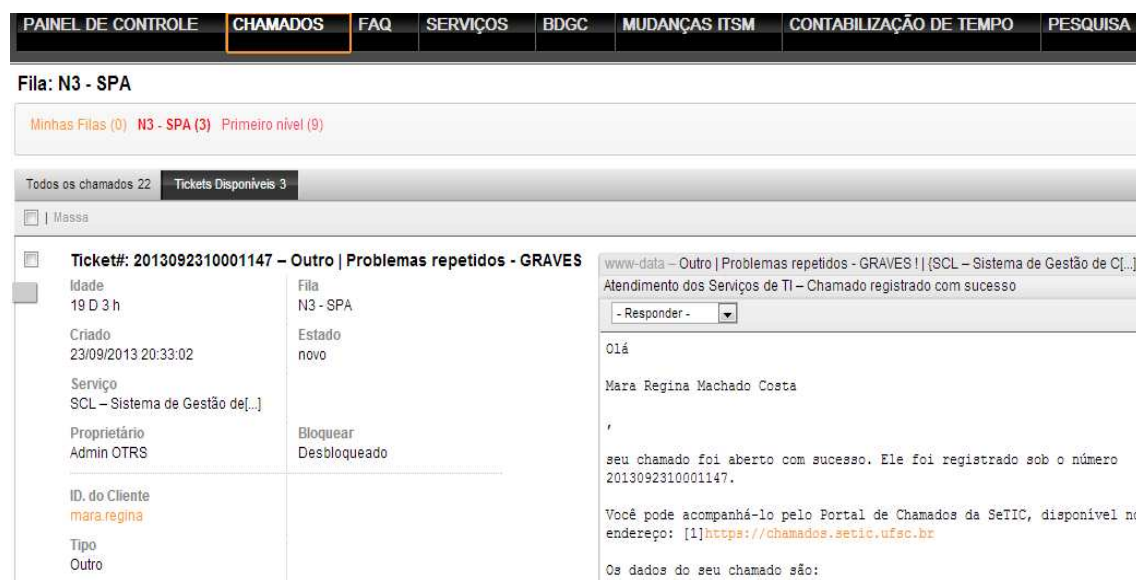 PAINEL DE CONTROLE CHAMADOS FAQ SERVIÇOS BDGC MUDANÇAS ITSM CONTABILIZAÇÃO DE TEMPO PESQUISA
Fila: N3 - SPA
Minhas Filas (0) N3 - SPA (3) Primeiro nível (9)
Todos os chamados 22 Tickets Disponíveis 3
| Massa
Ticket#: 2013092310001147 – Outro | Problemas repetidos - GRAVES
Idade Fila
19 D 3 h N3 - SPA
Criado Estado
23/09/2013 20:33:02 novo
Serviço
SCL – Sistema de Gestão de[...]
Proprietário Bloquear
Admin OTRS Desbloqueado
ID. do Cliente
mara.regina
Tipo
Outro
www-data – Outro | Problemas repetidos - GRAVES ! | {SCL – Sistema de Gestão de C[...]
Atendimento dos Serviços de TI – Chamado registrado com sucesso
- Responder -
Olá
Mara Regina Machado Costa
,
seu chamado foi aberto com sucesso. Ele foi registrado sob o número
2013092310001147.
Você pode acompanhá-lo pelo Portal de Chamados da SeTIC, disponível no
endereço: [1]https://chamados.setic.ufsc.br
Os dados do seu chamado são: